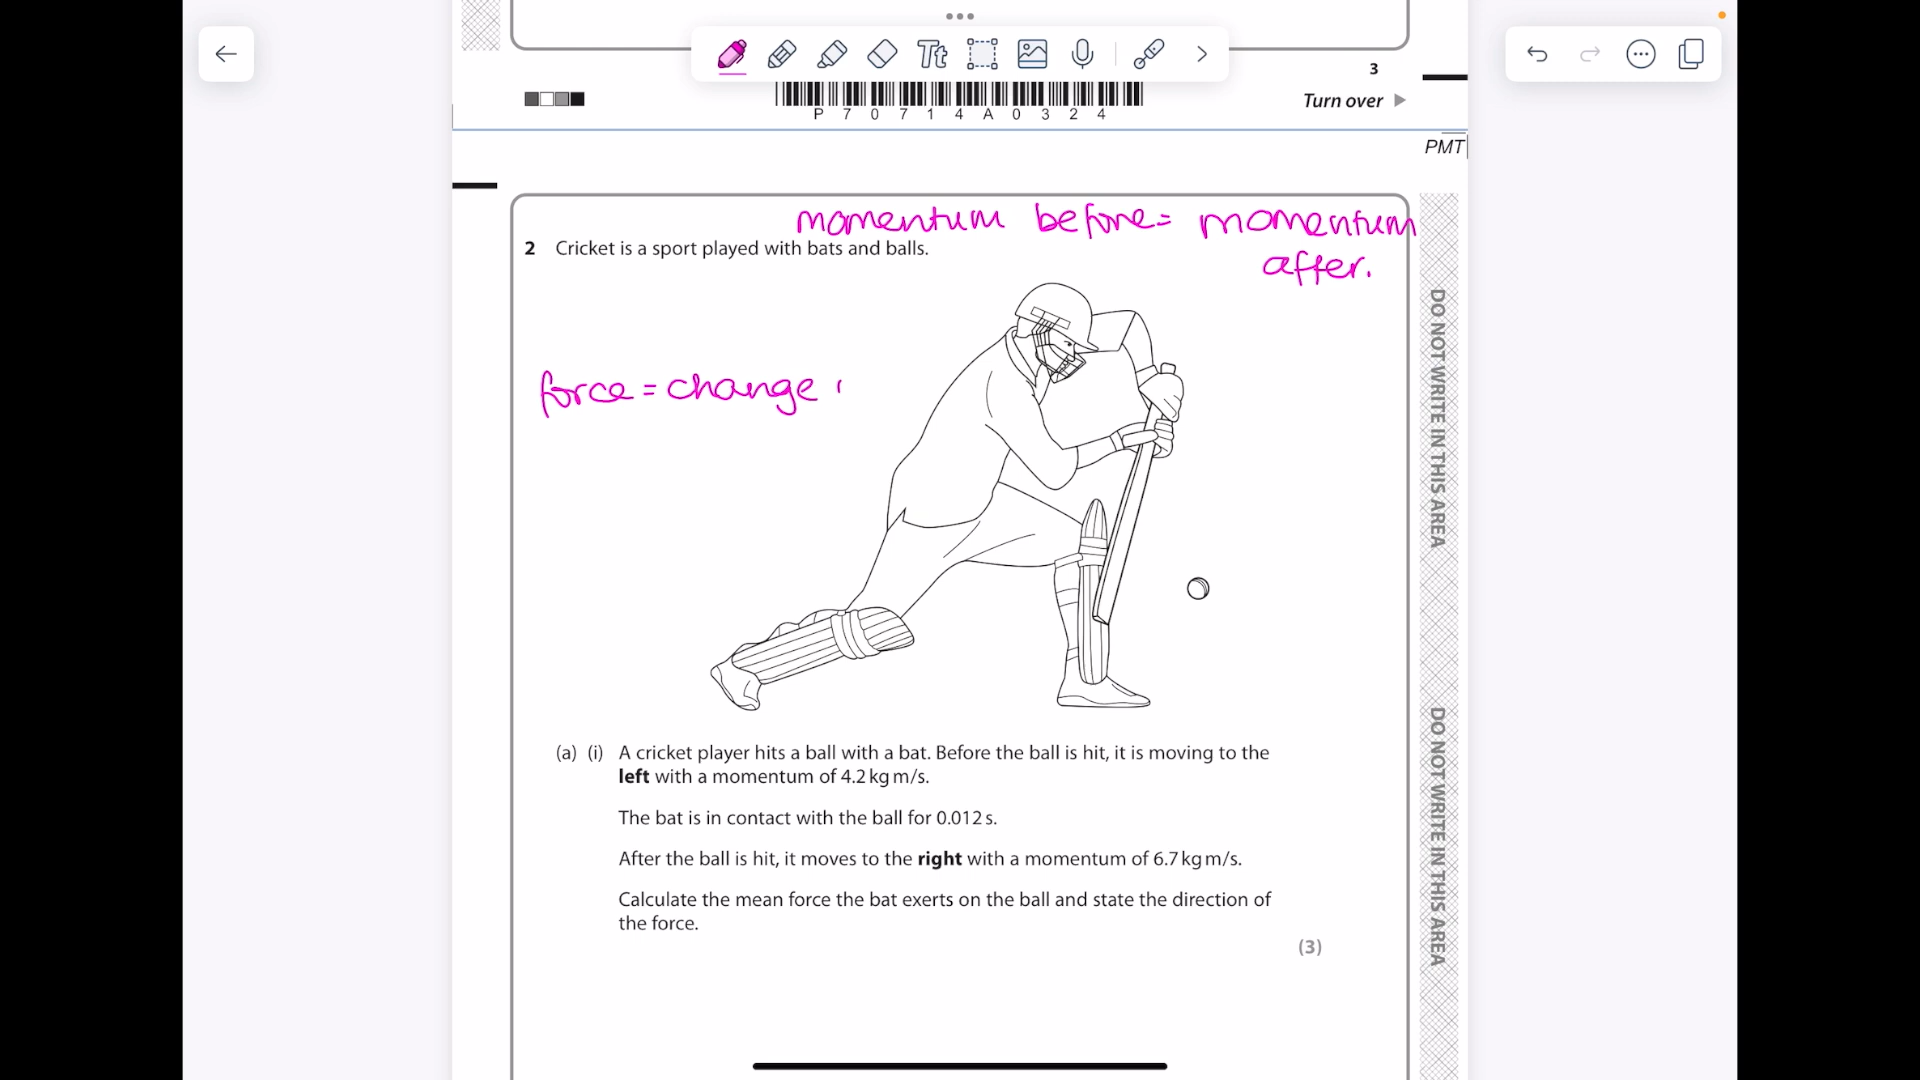 Tt
3
P 7 0 7 1 4 A 0 3 2 4
Turn over
PMT
momentum before = momentum
after.
2 Cricket is a sport played with bats and balls.
force = change
(a) (i) A cricket player hits a ball with a bat. Before the ball is hit, it is moving to the
left with a momentum of 4.2 kg m/s.
The bat is in contact with the ball for 0.012 s.
After the ball is hit, it moves to the right with a momentum of 6.7 kg m/s.
Calculate the mean force the bat exerts on the ball and state the direction of
the force.
(3)
DO NOT WRITE IN THIS AREA
DO NOT WRITE IN THIS AREA